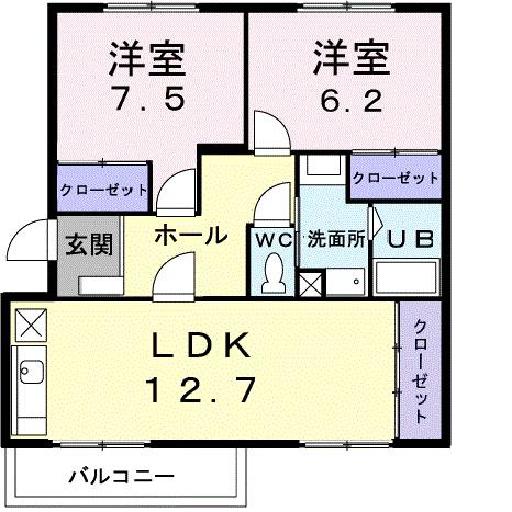 洋室
7.5
洋室
6.2
クローゼット
クローゼット
玄関
ホール
WC
洗面所
UB
LDK
12.7
クローゼット
バルコニー